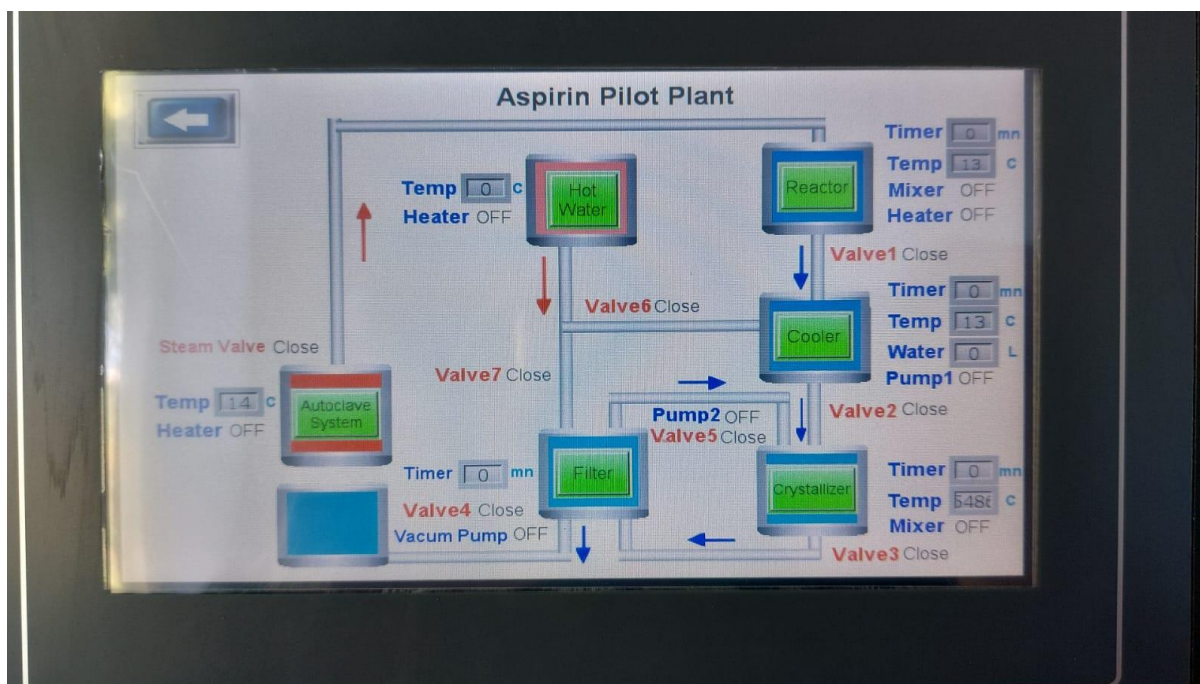 Aspirin Pilot Plant
Timer 0 mn
Temp 13 C
Mixer OFF
Heater OFF
Reactor
Temp 0 C
Heater OFF
Hot
Water
Valve1 Close
Timer 0 mn
Temp 13 C
Water 0 L
Pump1 OFF
Cooler
Valve6 Close
Steam Valve Close
Valve7 Close
Temp 14 C
Heater OFF
Autoclave
System
Pump2 OFF
Valve5 Close
Valve2 Close
Timer 0 mn
Filter
Crystallizer
Timer 0 mn
Temp C
Mixer OFF
Valve4 Close
Vacum Pump OFF
Valve3 Close